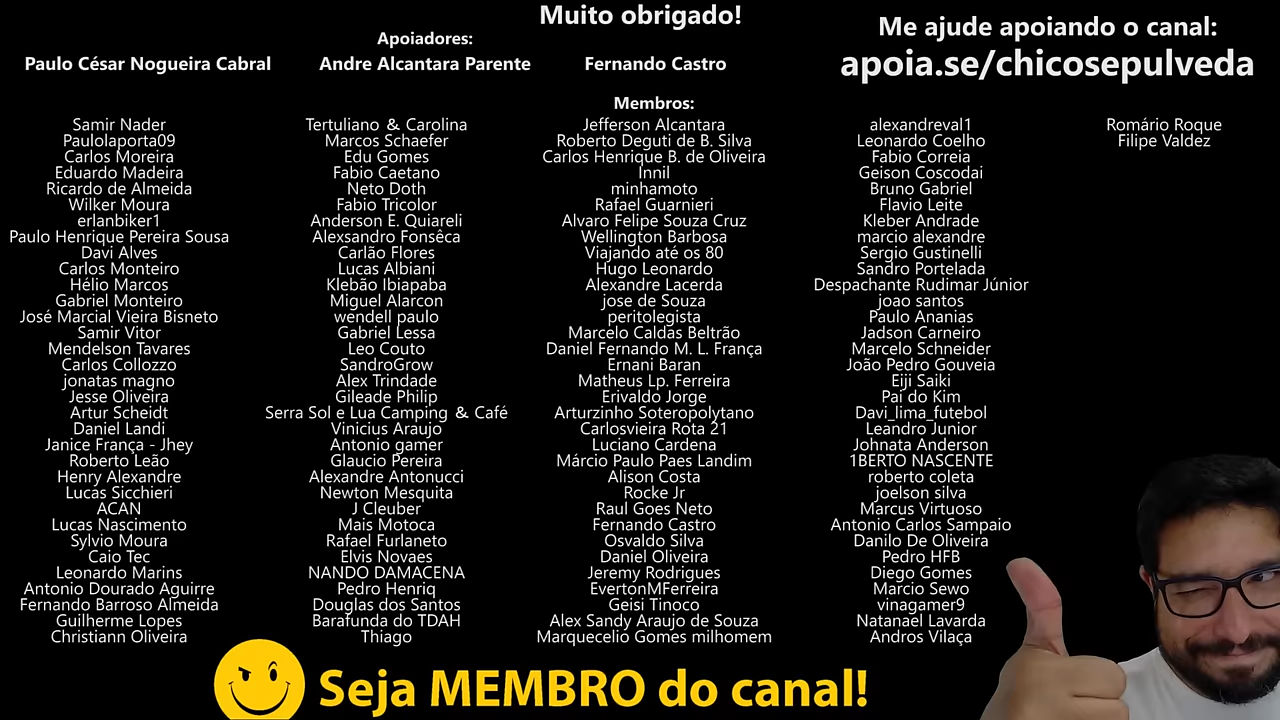 Muito obrigado!
Me ajude apoiando o canal:
apoia.se/chicosepulveda
Apoiadores:
Paulo César Nogueira Cabral
Andre Alcantara Parente
Fernando Castro
Membros:
Samir Nader
Paulolaporta09
Carlos Moreira
Eduardo Madeira
Ricardo de Almeida
Wilker Moura
erlanbiker1
Paulo Henrique Pereira Sousa
Davi Alves
Carlos Monteiro
Hélio Marcos
Gabriel Monteiro
José Marcial Vieira Bisneto
Samir Vitor
Mendelson Tavares
Carlos Collozzo
jonatas magno
Jesse Oliveira
Artur Scheidt
Daniel Landi
Janice França - Jhey
Roberto Leão
Henry Alexandre
Lucas Sicchieri
ACAN
Lucas Nascimento
Sylvio Moura
Caio Tec
Leonardo Marins
Antonio Dourado Aguirre
Fernando Barroso Almeida
Guilherme Lopes
Christiann Oliveira
Tertuliano & Carolina
Marcos Schaefer
Edu Gomes
Fabio Caetano
Neto Doth
Fabio Tricolor
Anderson E. Quiareli
Alexsandro Fonsêca
Carlão Flores
Lucas Albiani
Klebão Ibiapaba
Miguel Alarcon
wendell paulo
Gabriel Lessa
Leo Couto
SandroGrow
Alex Trindade
Gileade Philip
Serra Sol e Lua Camping & Café
Vinicius Araujo
Antonio gamer
Glaucio Pereira
Alexandre Antonucci
Newton Mesquita
J Cleuber
Mais Motoca
Rafael Furlaneto
Elvis Novaes
NANDO DAMACENA
Pedro Henriq
Douglas dos Santos
Barafunda do TDAH
Thiago
Jefferson Alcantara
Roberto Deguti de B. Silva
Carlos Henrique B. de Oliveira
Innil
minhamoto
Rafael Guarnieri
Alvaro Felipe Souza Cruz
Wellington Barbosa
Viajando até os 80
Hugo Leonardo
Alexandre Lacerda
jose de Souza
peritolegista
Marcelo Caldas Beltrão
Daniel Fernando M. L. França
Ernani Baran
Matheus Lp. Ferreira
Erivaldo Jorge
Arturzinho Soteropolytano
Carlosvieira Rota 21
Luciano Cardena
Márcio Paulo Paes Landim
Alison Costa
Rocke Jr
Raul Goes Neto
Fernando Castro
Osvaldo Silva
Daniel Oliveira
Jeremy Rodrigues
EvertonMFerreira
Geisi Tinoco
Alex Sandy Araujo de Souza
Marquecelio Gomes milhomem
alexandreval1
Leonardo Coelho
Fabio Correia
Geison Coscodai
Bruno Gabriel
Flavio Leite
Kleber Andrade
marcio alexandre
Sergio Gustinelli
Sandro Portelada
Despachante Rudimar Júnior
joao santos
Paulo Ananias
Jadson Carneiro
Marcelo Schneider
João Pedro Gouveia
Eiji Saiki
Pai do Kim
Davi_lima_futebol
Leandro Junior
Johnata Anderson
1BERTO NASCENTE
roberto coleta
joelson silva
Marcus Virtuoso
Antonio Carlos Sampaio
Danilo De Oliveira
Pedro HFB
Diego Gomes
Marcio Sewo
vinagamer9
Natanael Lavarda
Andros Vilaça
Romário Roque
Filipe Valdez
Seja MEMBRO do canal!